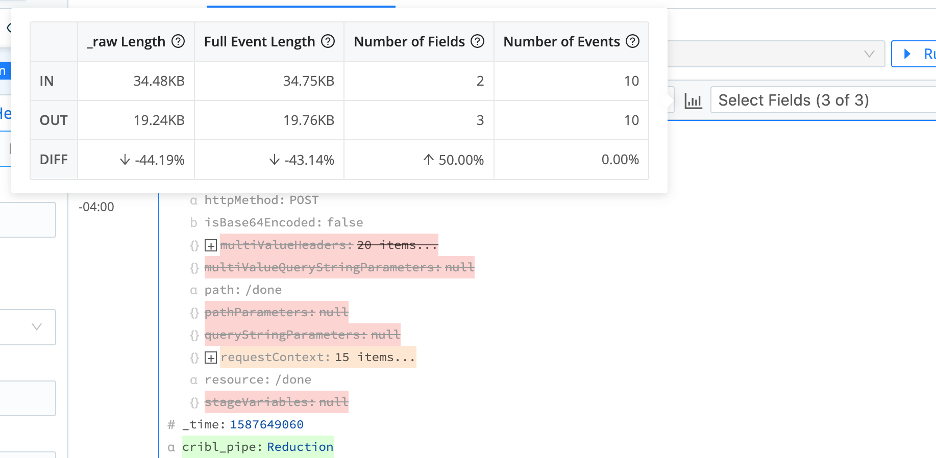 _raw Length Full Event Length Number of Fields Number of Events
IN 34.48KB 34.75KB 2 10
OUT 19.24KB 19.76KB 3 10
DIFF ↓ -44.19% ↓ -43.14% ↑ 50.00% 0.00%
Select Fields (3 of 3)
-04:00
a httpMethod: POST
b isBase64Encoded: false
{} + multiValueHeaders: 20 items...
{} multiValueQueryStringParameters: null
a path: /done
{} pathParameters: null
{} queryStringParameters: null
{} + requestContext: 15 items...
a resource: /done
{} stageVariables: null
# _time: 1587649060
a cribl_pipe: Reduction